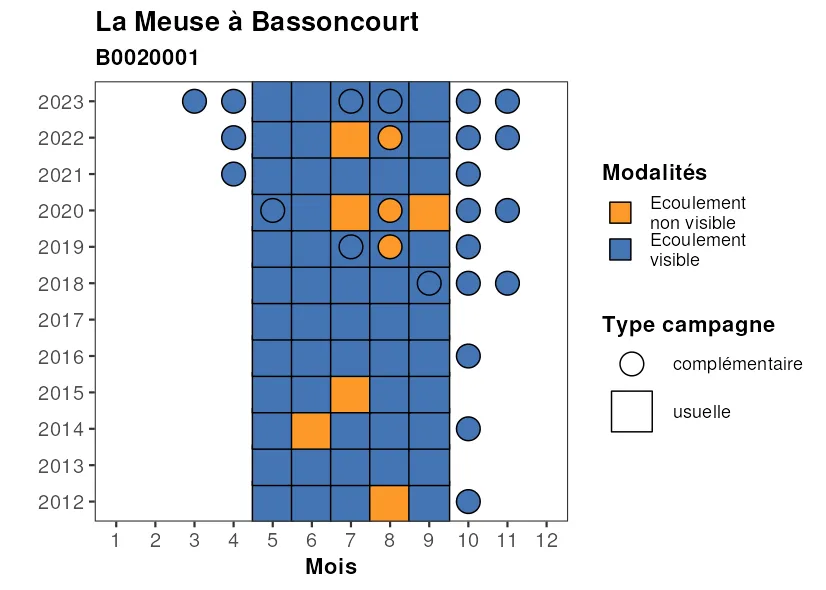 La Meuse à Bassoncourt
B0020001
2023
2022
2021
2020
2019
2018
2017
2016
2015
2014
2013
2012
1 2 3 4 5 6 7 8 9 10 11 12
Mois
Modalités
Ecoulement
non visible
Ecoulement
visible
Type campagne
complémentaire
usuelle